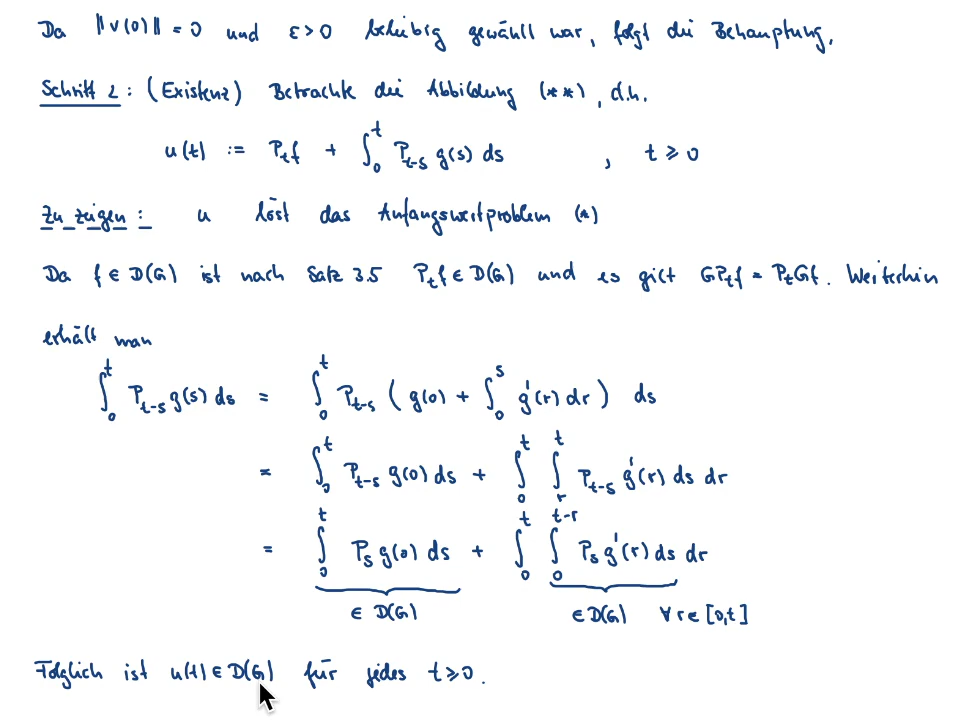 Da ‖v(0)‖ = 0 und ε > 0 beliebig gewählt war, folgt die Behauptung.
Schritt 2: (Existenz) Betrachte die Abbildung (**), d.h.
u(t) := P_t f + ∫_0^t P_{t-s} g(s) ds , t ≥ 0
Zu zeigen: u löst das Anfangswertproblem (*)
Da f ∈ D(G) ist nach Satz 3.5 P_t f ∈ D(G) und es gilt GP_t f = P_t Gf. Weiterhin
erhält man
∫_0^t P_{t-s} g(s) ds = ∫_0^t P_{t-s} ( g(0) + ∫_0^s g'(r) dr ) ds
= ∫_0^t P_{t-s} g(0) ds + ∫_0^t ∫_r^t P_{t-s} g'(r) ds dr
= ∫_0^t P_s g(0) ds + ∫_0^t ∫_0^{t-r} P_s g'(r) ds dr
∈ D(G) ∈ D(G) ∀ r ∈ [0,t]
Folglich ist u(t) ∈ D(G) für jedes t ≥ 0.